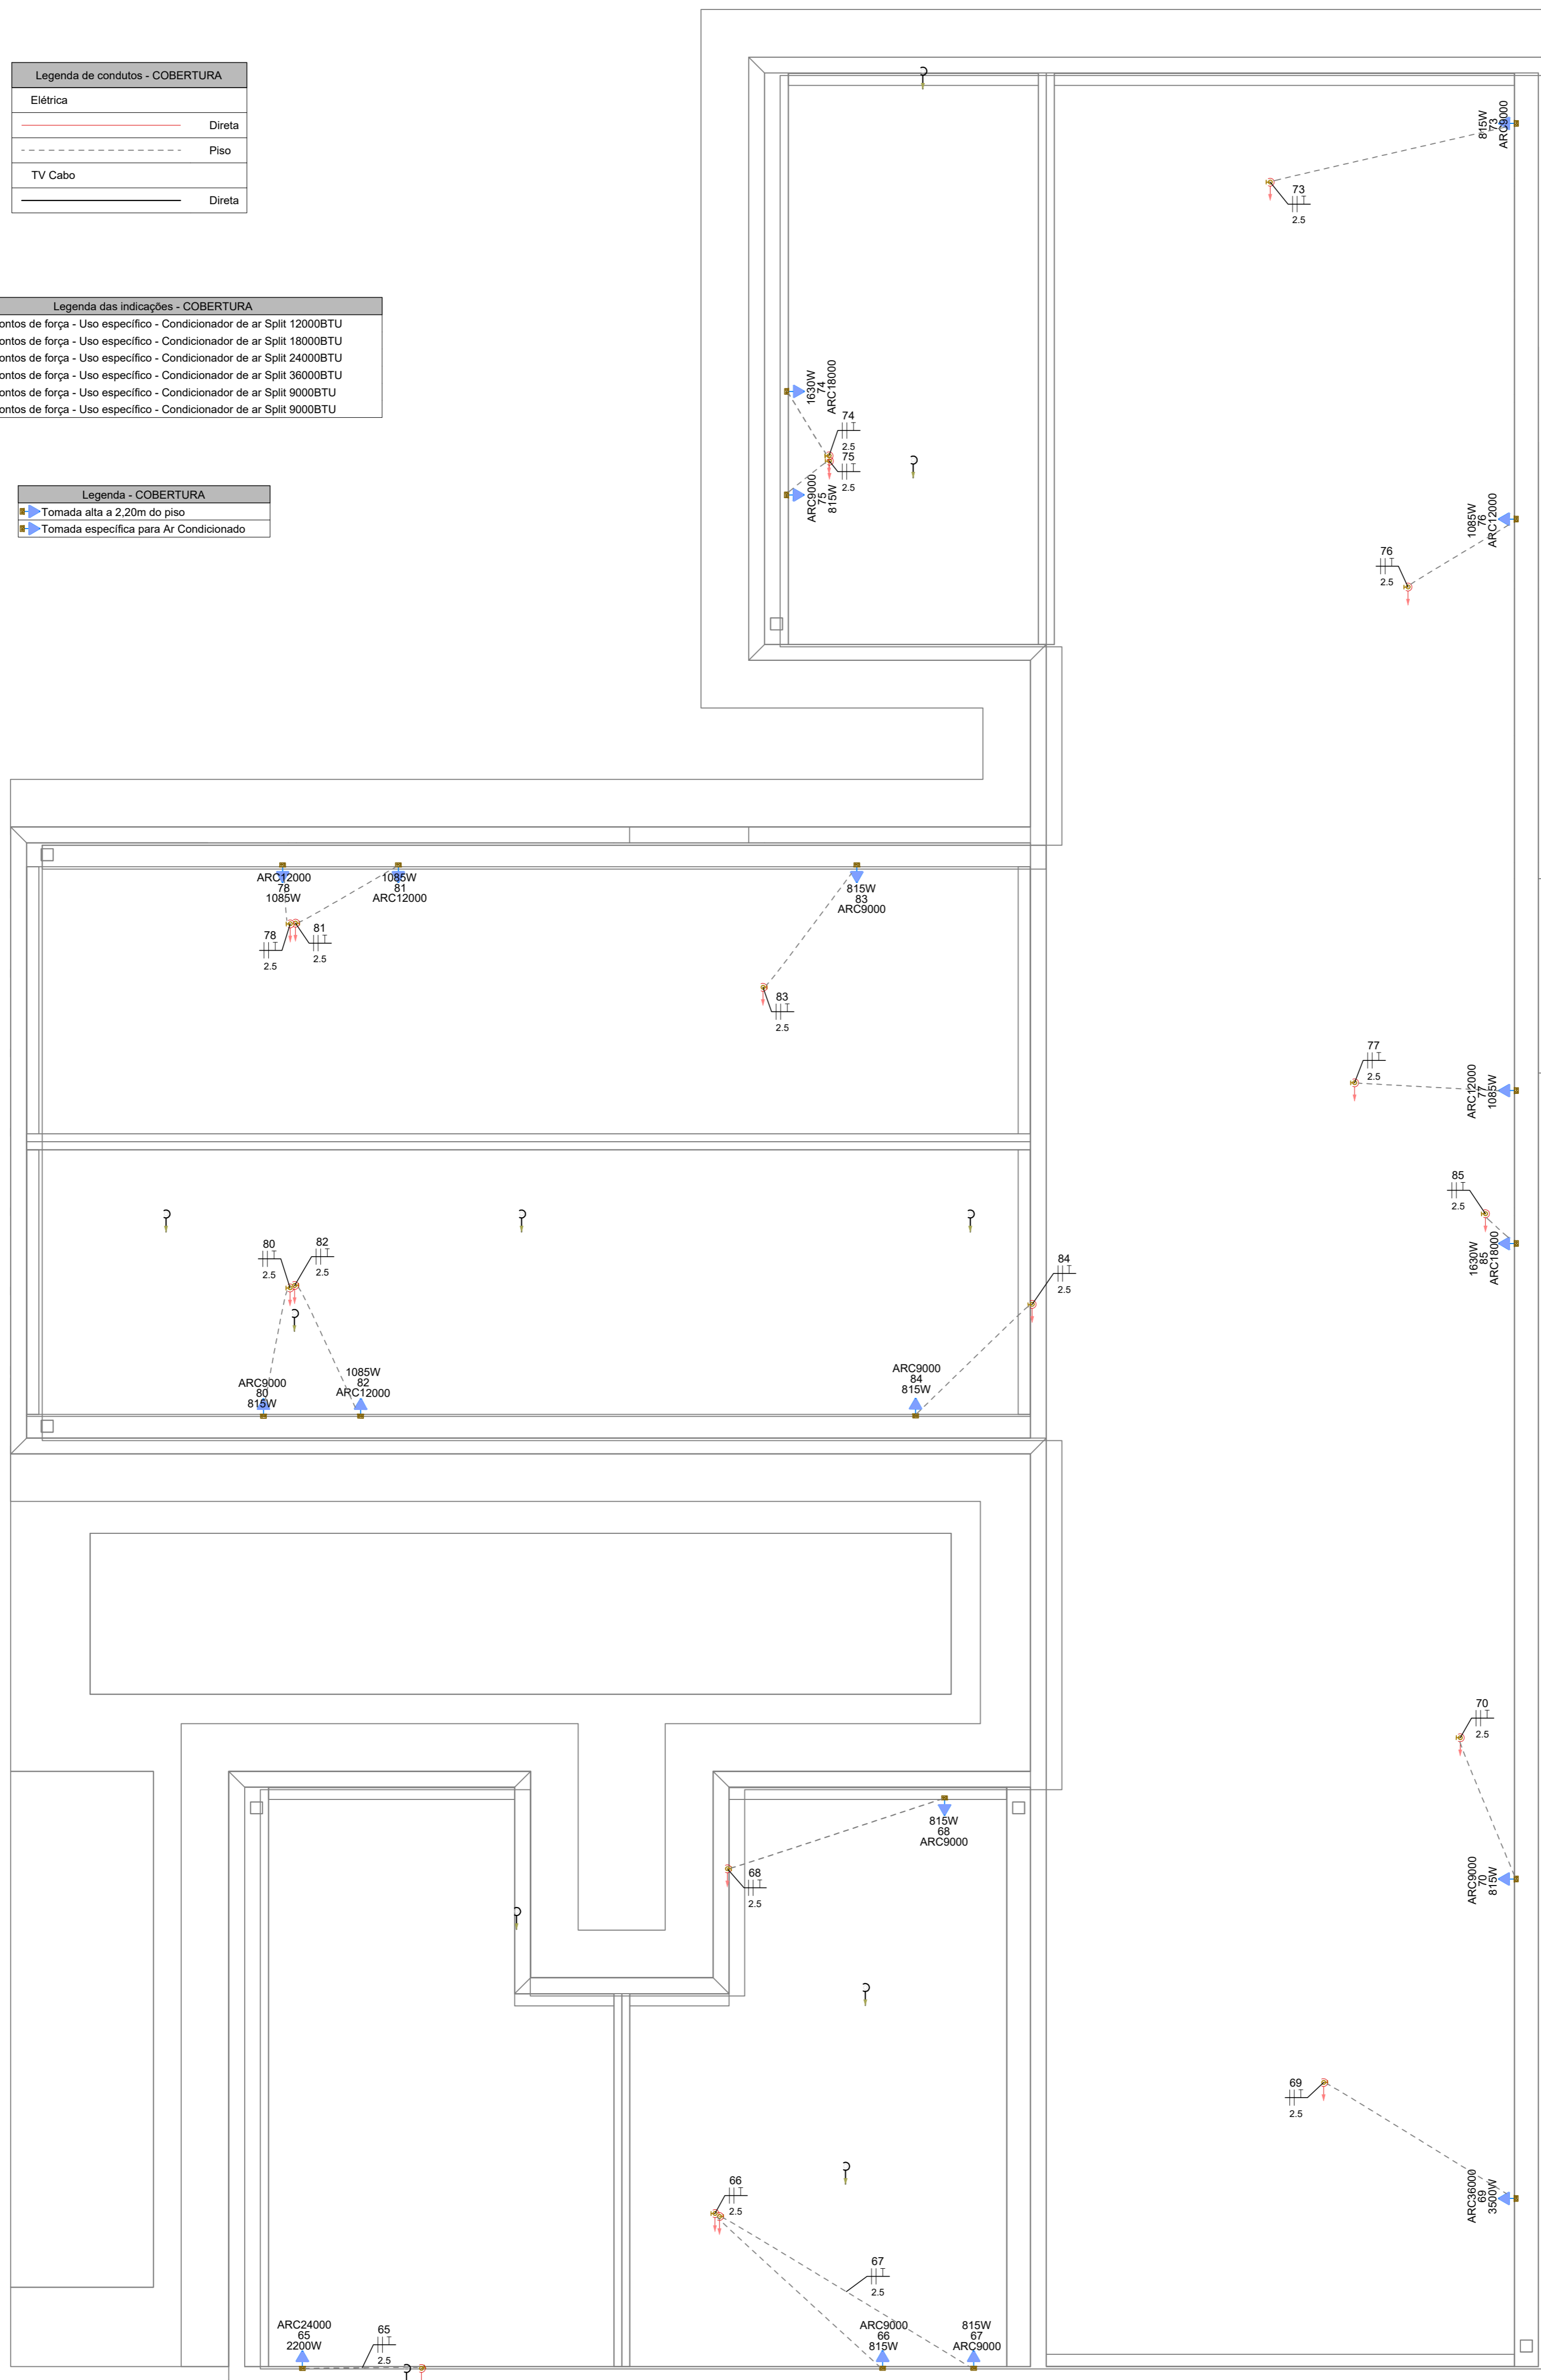 Legenda de condutos - COBERTURA
Elétrica
Direta
Piso
TV Cabo
Direta
Legenda das indicações - COBERTURA
ontos de força - Uso específico - Condicionador de ar Split 12000BTU
ontos de força - Uso específico - Condicionador de ar Split 18000BTU
ontos de força - Uso específico - Condicionador de ar Split 24000BTU
ontos de força - Uso específico - Condicionador de ar Split 36000BTU
ontos de força - Uso específico - Condicionador de ar Split 9000BTU
ontos de força - Uso específico - Condicionador de ar Split 9000BTU
Legenda - COBERTURA
Tomada alta a 2,20m do piso
Tomada específica para Ar Condicionado
815W
73
ARC9000
73
T
2.5
1630W
74
ARC18000
74
T
2.5
75
T
2.5
ARC9000
75
815W
1085W
76
ARC12000
76
T
2.5
ARC12000
78
1085W
1085W
81
ARC12000
815W
83
ARC9000
78
T
2.5
81
T
2.5
83
T
2.5
77
T
2.5
ARC12000
77
1085W
85
T
2.5
1630W
85
ARC18000
80
T
2.5
82
T
2.5
84
T
2.5
ARC9000
80
815W
1085W
82
ARC12000
ARC9000
84
815W
70
T
2.5
815W
68
ARC9000
68
T
2.5
ARC9000
70
815W
69
T
2.5
ARC36000
69
3500W
66
T
2.5
67
T
2.5
ARC24000
65
2200W
65
T
2.5
ARC9000
66
815W
815W
67
ARC9000